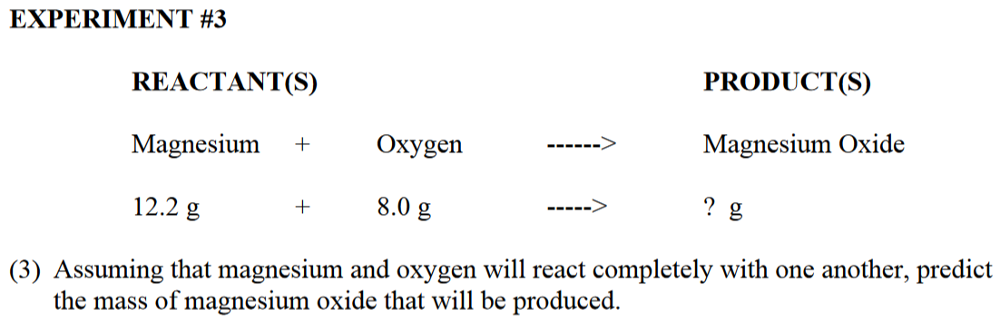 EXPERIMENT #3
REACTANT(S) PRODUCT(S)
Magnesium + Oxygen ------> Magnesium Oxide
12.2 g + 8.0 g -----> ? g
(3) Assuming that magnesium and oxygen will react completely with one another, predict
the mass of magnesium oxide that will be produced.